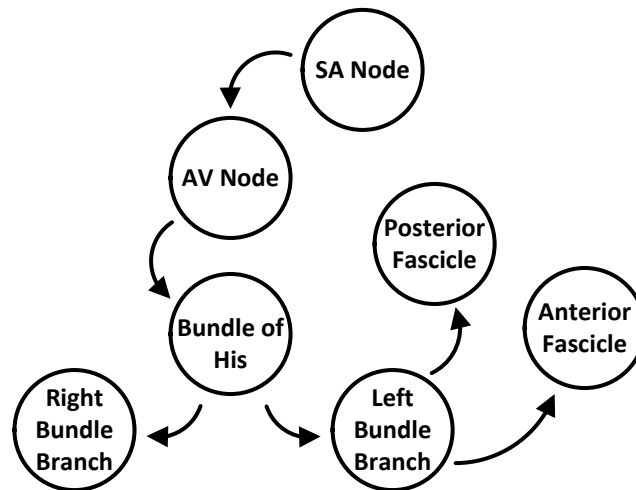 SA Node
AV Node
Posterior
Fascicle
Anterior
Fascicle
Bundle of
His
Right
Bundle
Branch
Left
Bundle
Branch